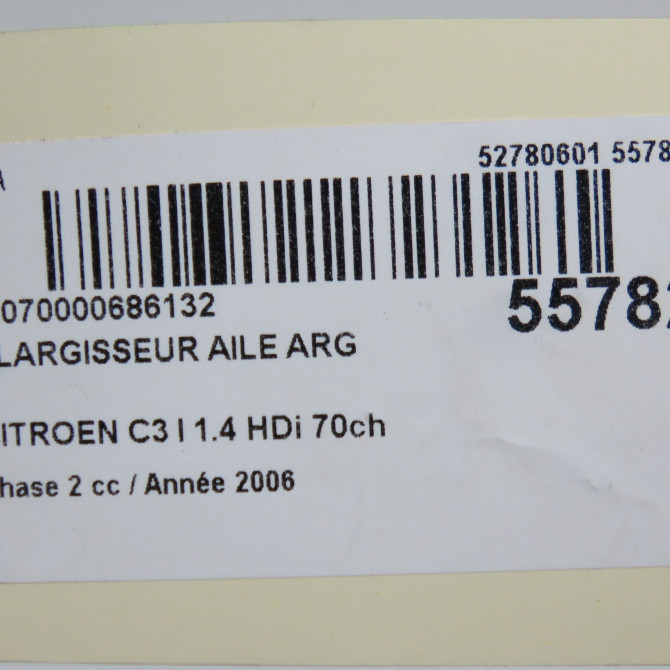 52780601 5578
070000686132
5578
LARGISSEUR AILE ARG
ITROEN C3 I 1.4 HDi 70ch
hase 2 cc / Année 2006